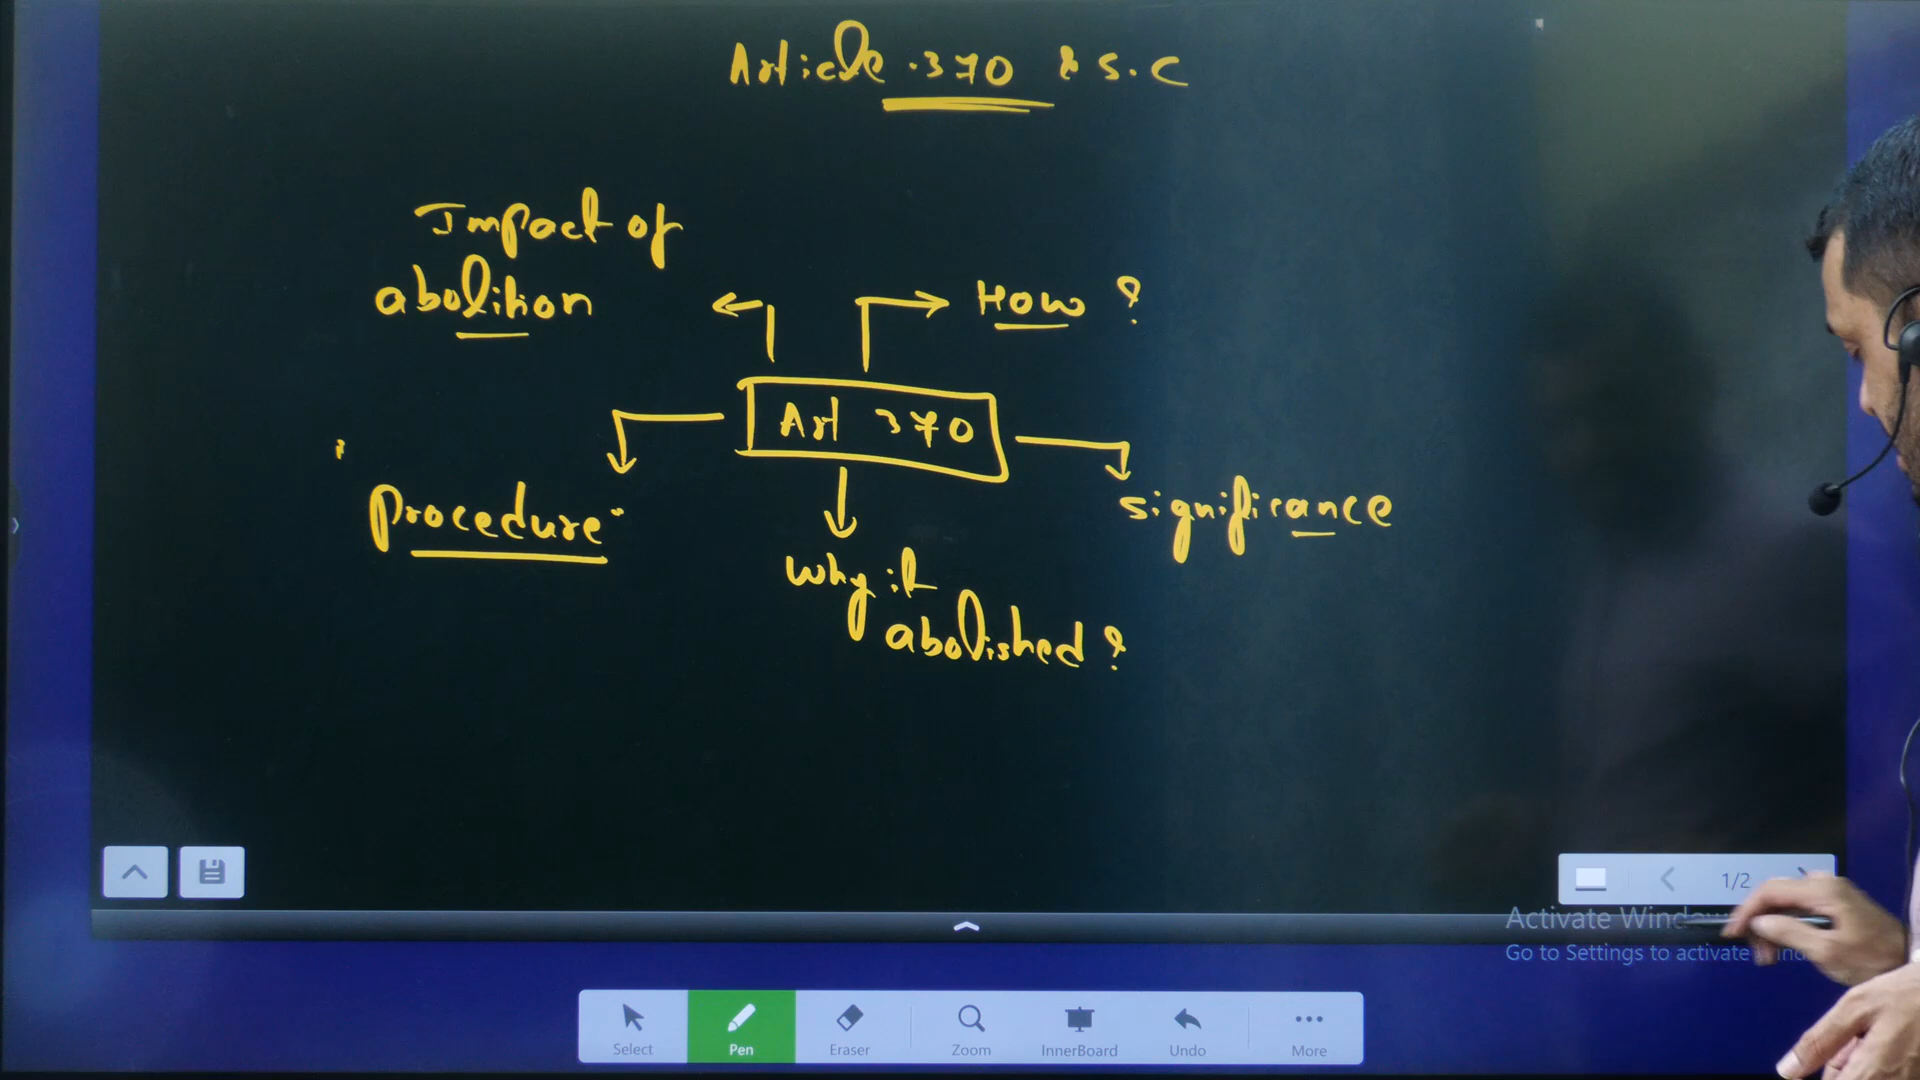 Article .370 & S.C
Impact of
abolition
How ?
Art 370
Procedure
significance
Why it
abolished ?
1/2
Activate Windows
Go to Settings to activate Wind
Select
Pen
Eraser
Zoom
InnerBoard
Undo
More